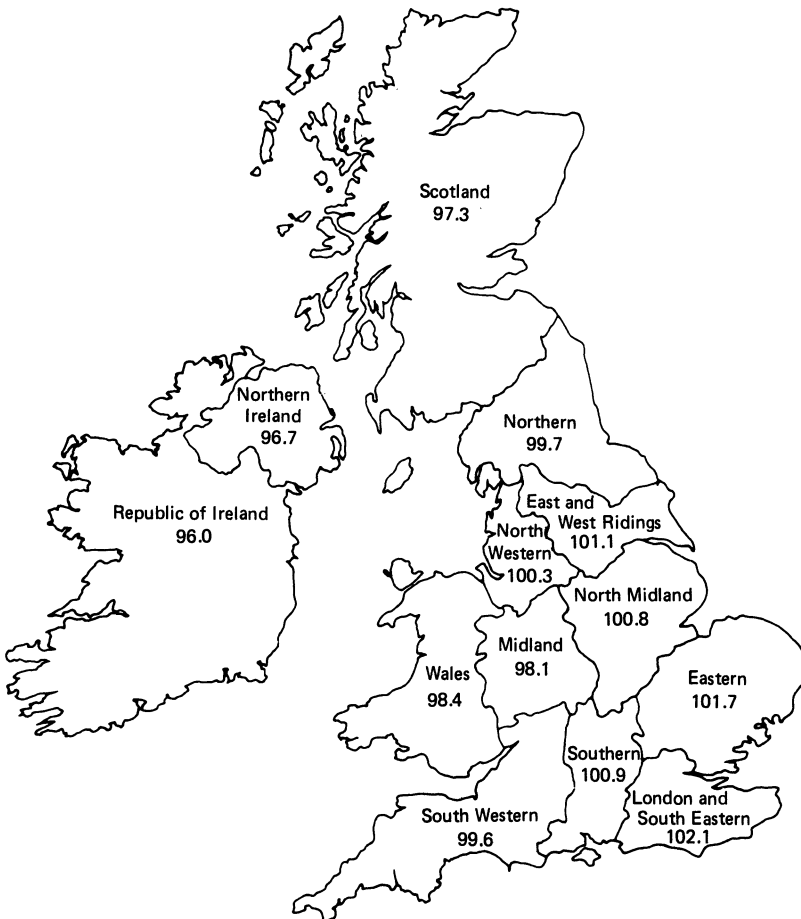 Scotland
97.3
Northern
Ireland
96.7
Northern
99.7
Republic of Ireland
96.0
East and
West Ridings
101.1
North
Western
100.3
North Midland
100.8
Midland
98.1
Wales
98.4
Eastern
101.7
Southern
100.9
London and
South Eastern
102.1
South Western
99.6